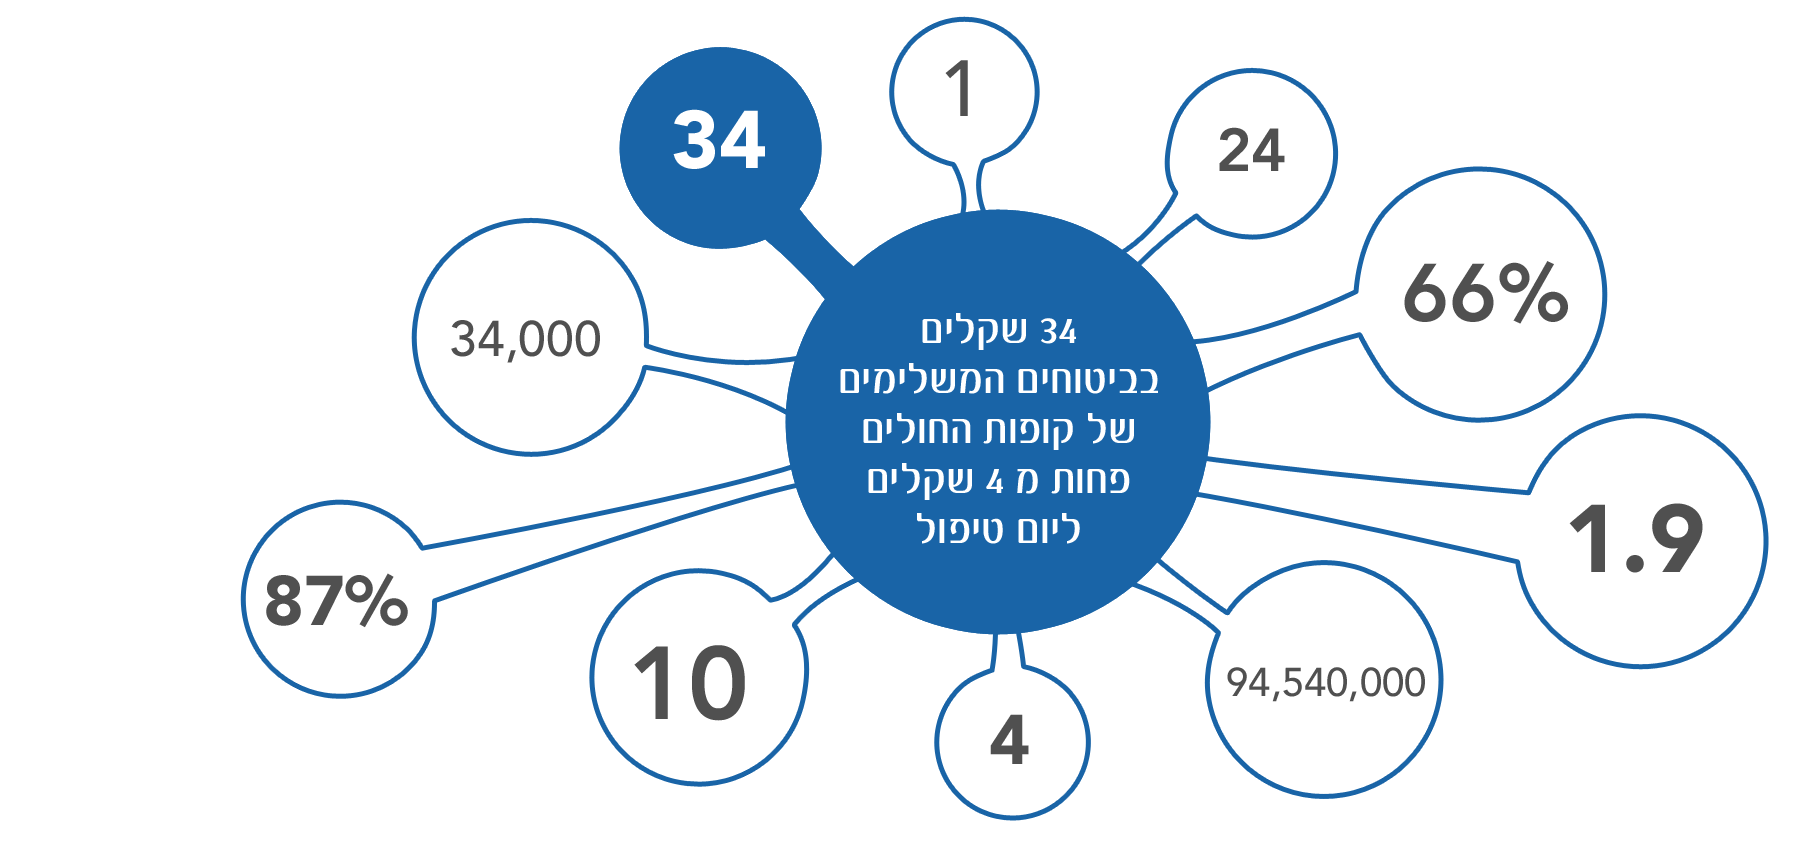 1
34
24
66%
34,000
34 שקלים
בביטוחים המשלימים
של קופות החולים
פחות מ 4 שקלים
ליום טיפול
1.9
87%
10
94,540,000
4